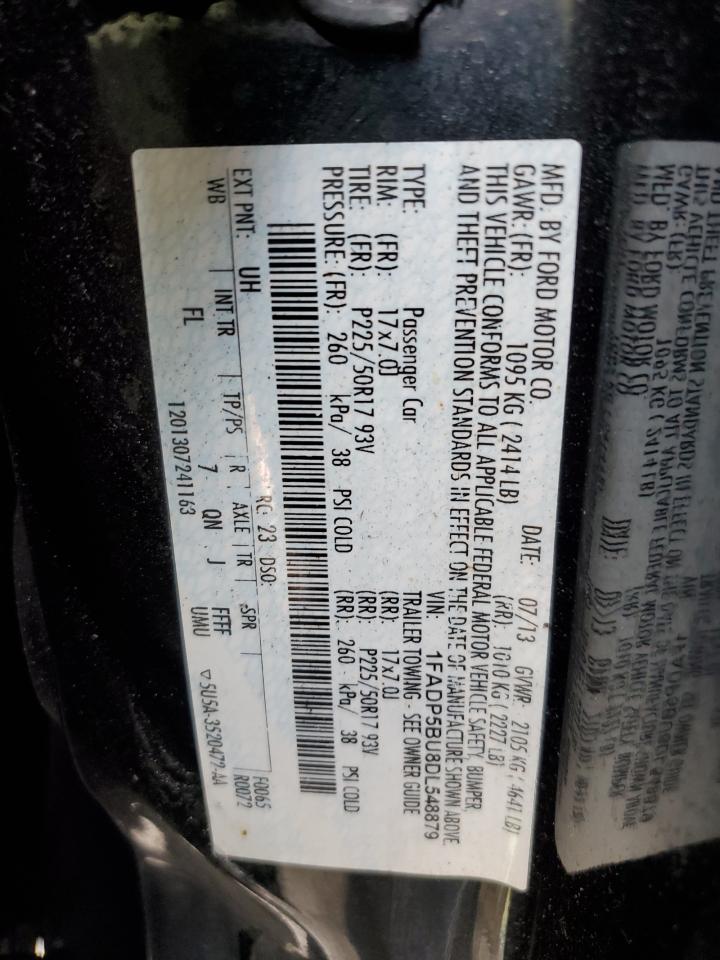 MFD. BY FORD MOTOR CO. DATE: 07/13 GVWR: 2105 KG ( 4641 LB)
GAWR: (FR): 1095 KG ( 2414 LB) (RR): 1010 KG ( 2227 LB)
THIS VEHICLE CONFORMS TO ALL APPLICABLE FEDERAL MOTOR VEHICLE SAFETY, BUMPER,
AND THEFT PREVENTION STANDARDS IN EFFECT ON THE DATE OF MANUFACTURE SHOWN ABOVE.
VIN: 1FADP5BU8DL548879
TYPE: Passenger Car TRAILER TOWING - SEE OWNER GUIDE
RIM: (FR): 17x7.0J (RR): 17x7.0J
TIRE: (FR): P225/50R17 93V (RR): P225/50R17 93V
PRESSURE: (FR): 260 kPa/ 38 PSI COLD (RR): 260 kPa/ 38 PSI COLD
F0065
R0072
EXT PNT: UH RC: 23 DSO:
WB INT TR TP/PS R AXLE TR SPR
FL 7 QN J FFFF
UMU
1201307241163 ▽5U5A-3520472-AA